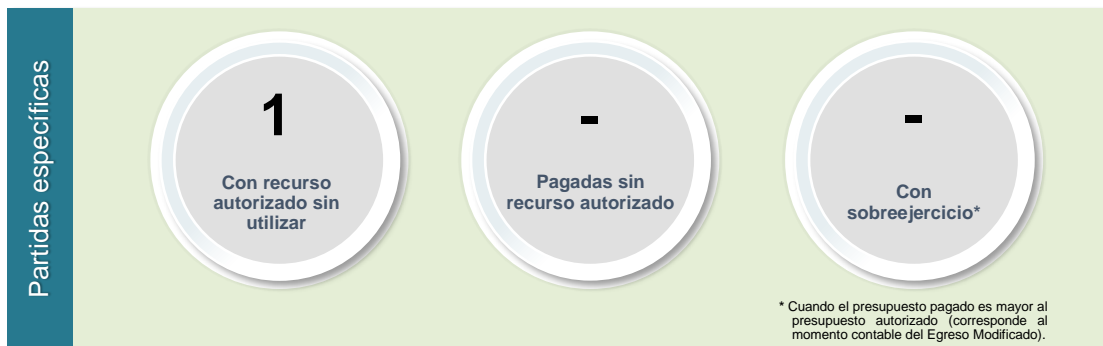 Partidas específicas
1
Con recurso
autorizado sin
utilizar
-
Pagadas sin
recurso autorizado
-
Con
sobreejercicio*
* Cuando el presupuesto pagado es mayor al
presupuesto autorizado (corresponde al
momento contable del Egreso Modificado).